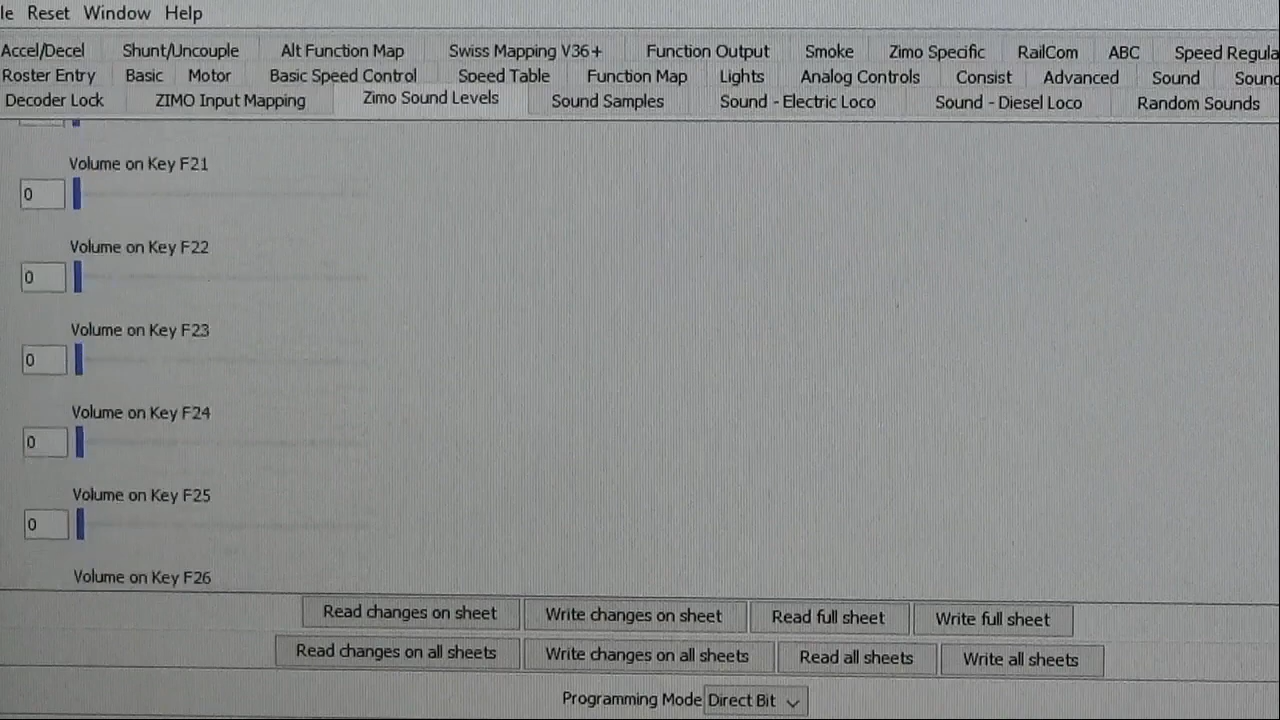 le Reset Window Help
Accel/Decel Shunt/Uncouple Alt Function Map Swiss Mapping V36+ Function Output Smoke Zimo Specific RailCom ABC Speed Regula
Roster Entry Basic Motor Basic Speed Control Speed Table Function Map Lights Analog Controls Consist Advanced Sound Sound
Decoder Lock ZIMO Input Mapping Zimo Sound Levels Sound Samples Sound - Electric Loco Sound - Diesel Loco Random Sounds
Volume on Key F21
0
Volume on Key F22
0
Volume on Key F23
0
Volume on Key F24
0
Volume on Key F25
0
Volume on Key F26
Read changes on sheet Write changes on sheet Read full sheet Write full sheet
Read changes on all sheets Write changes on all sheets Read all sheets Write all sheets
Programming Mode Direct Bit